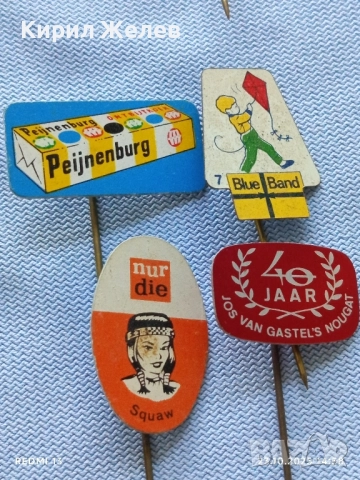 Кирил Желев
Peijnenburg
ONTBIJTKOEK
Peijnenburg
7
Blue Band
nur
die
Squaw
40
JAAR
JOS VAN GASTEL'S NOUGAT
REDMI 13